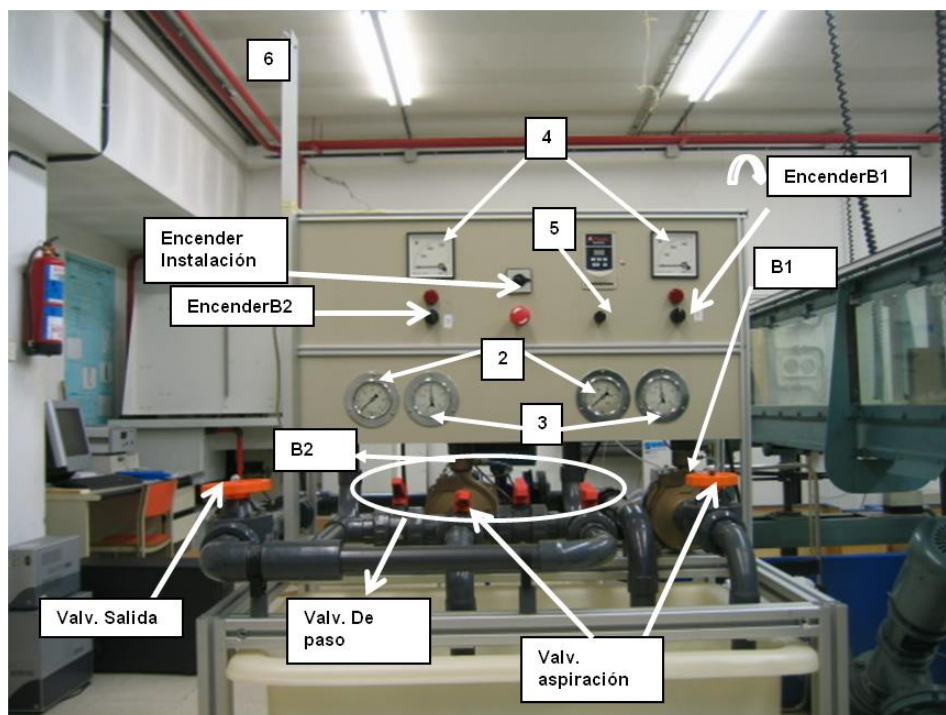 6
4
EncenderB1
Encender
Instalación
5
B1
EncenderB2
2
3
B2
Valv. Salida
Valv. De
paso
Valv.
aspiración